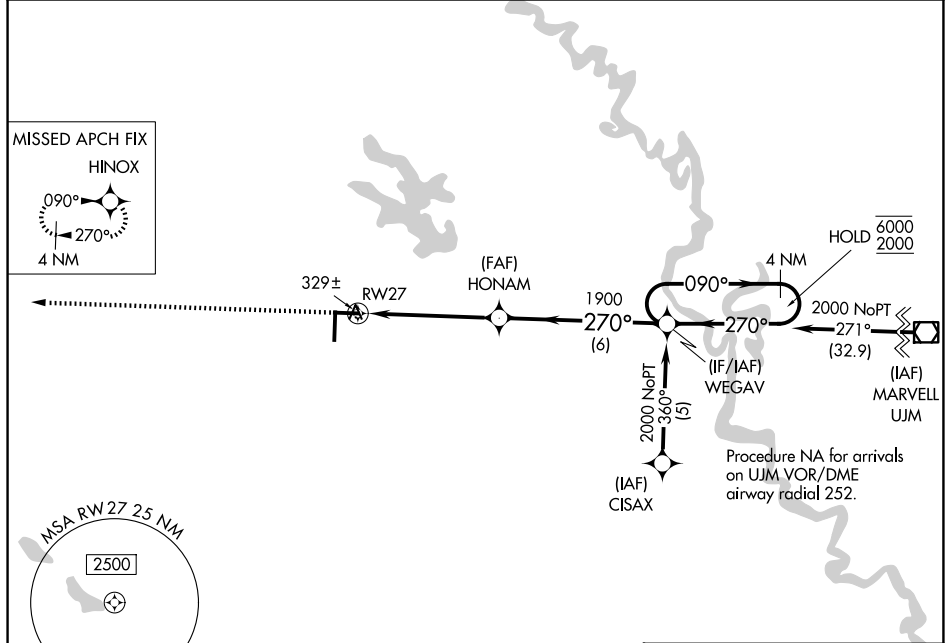 MISSED APCH FIX
HINOX
090°
270°
4 NM
329±
RW27
(FAF)
HONAM
1900
270°
(6)
090°
4 NM
270°
HOLD 6000
2000
2000 NoPT
271°
(32.9)
(IAF)
MARVELL
UJM
(IF/IAF)
WEGAV
2000 NoPT
360°
(5)
(IAF)
CISAX
Procedure NA for arrivals
on UJM VOR/DME
airway radial 252.
MSA RW27 25 NM
2500